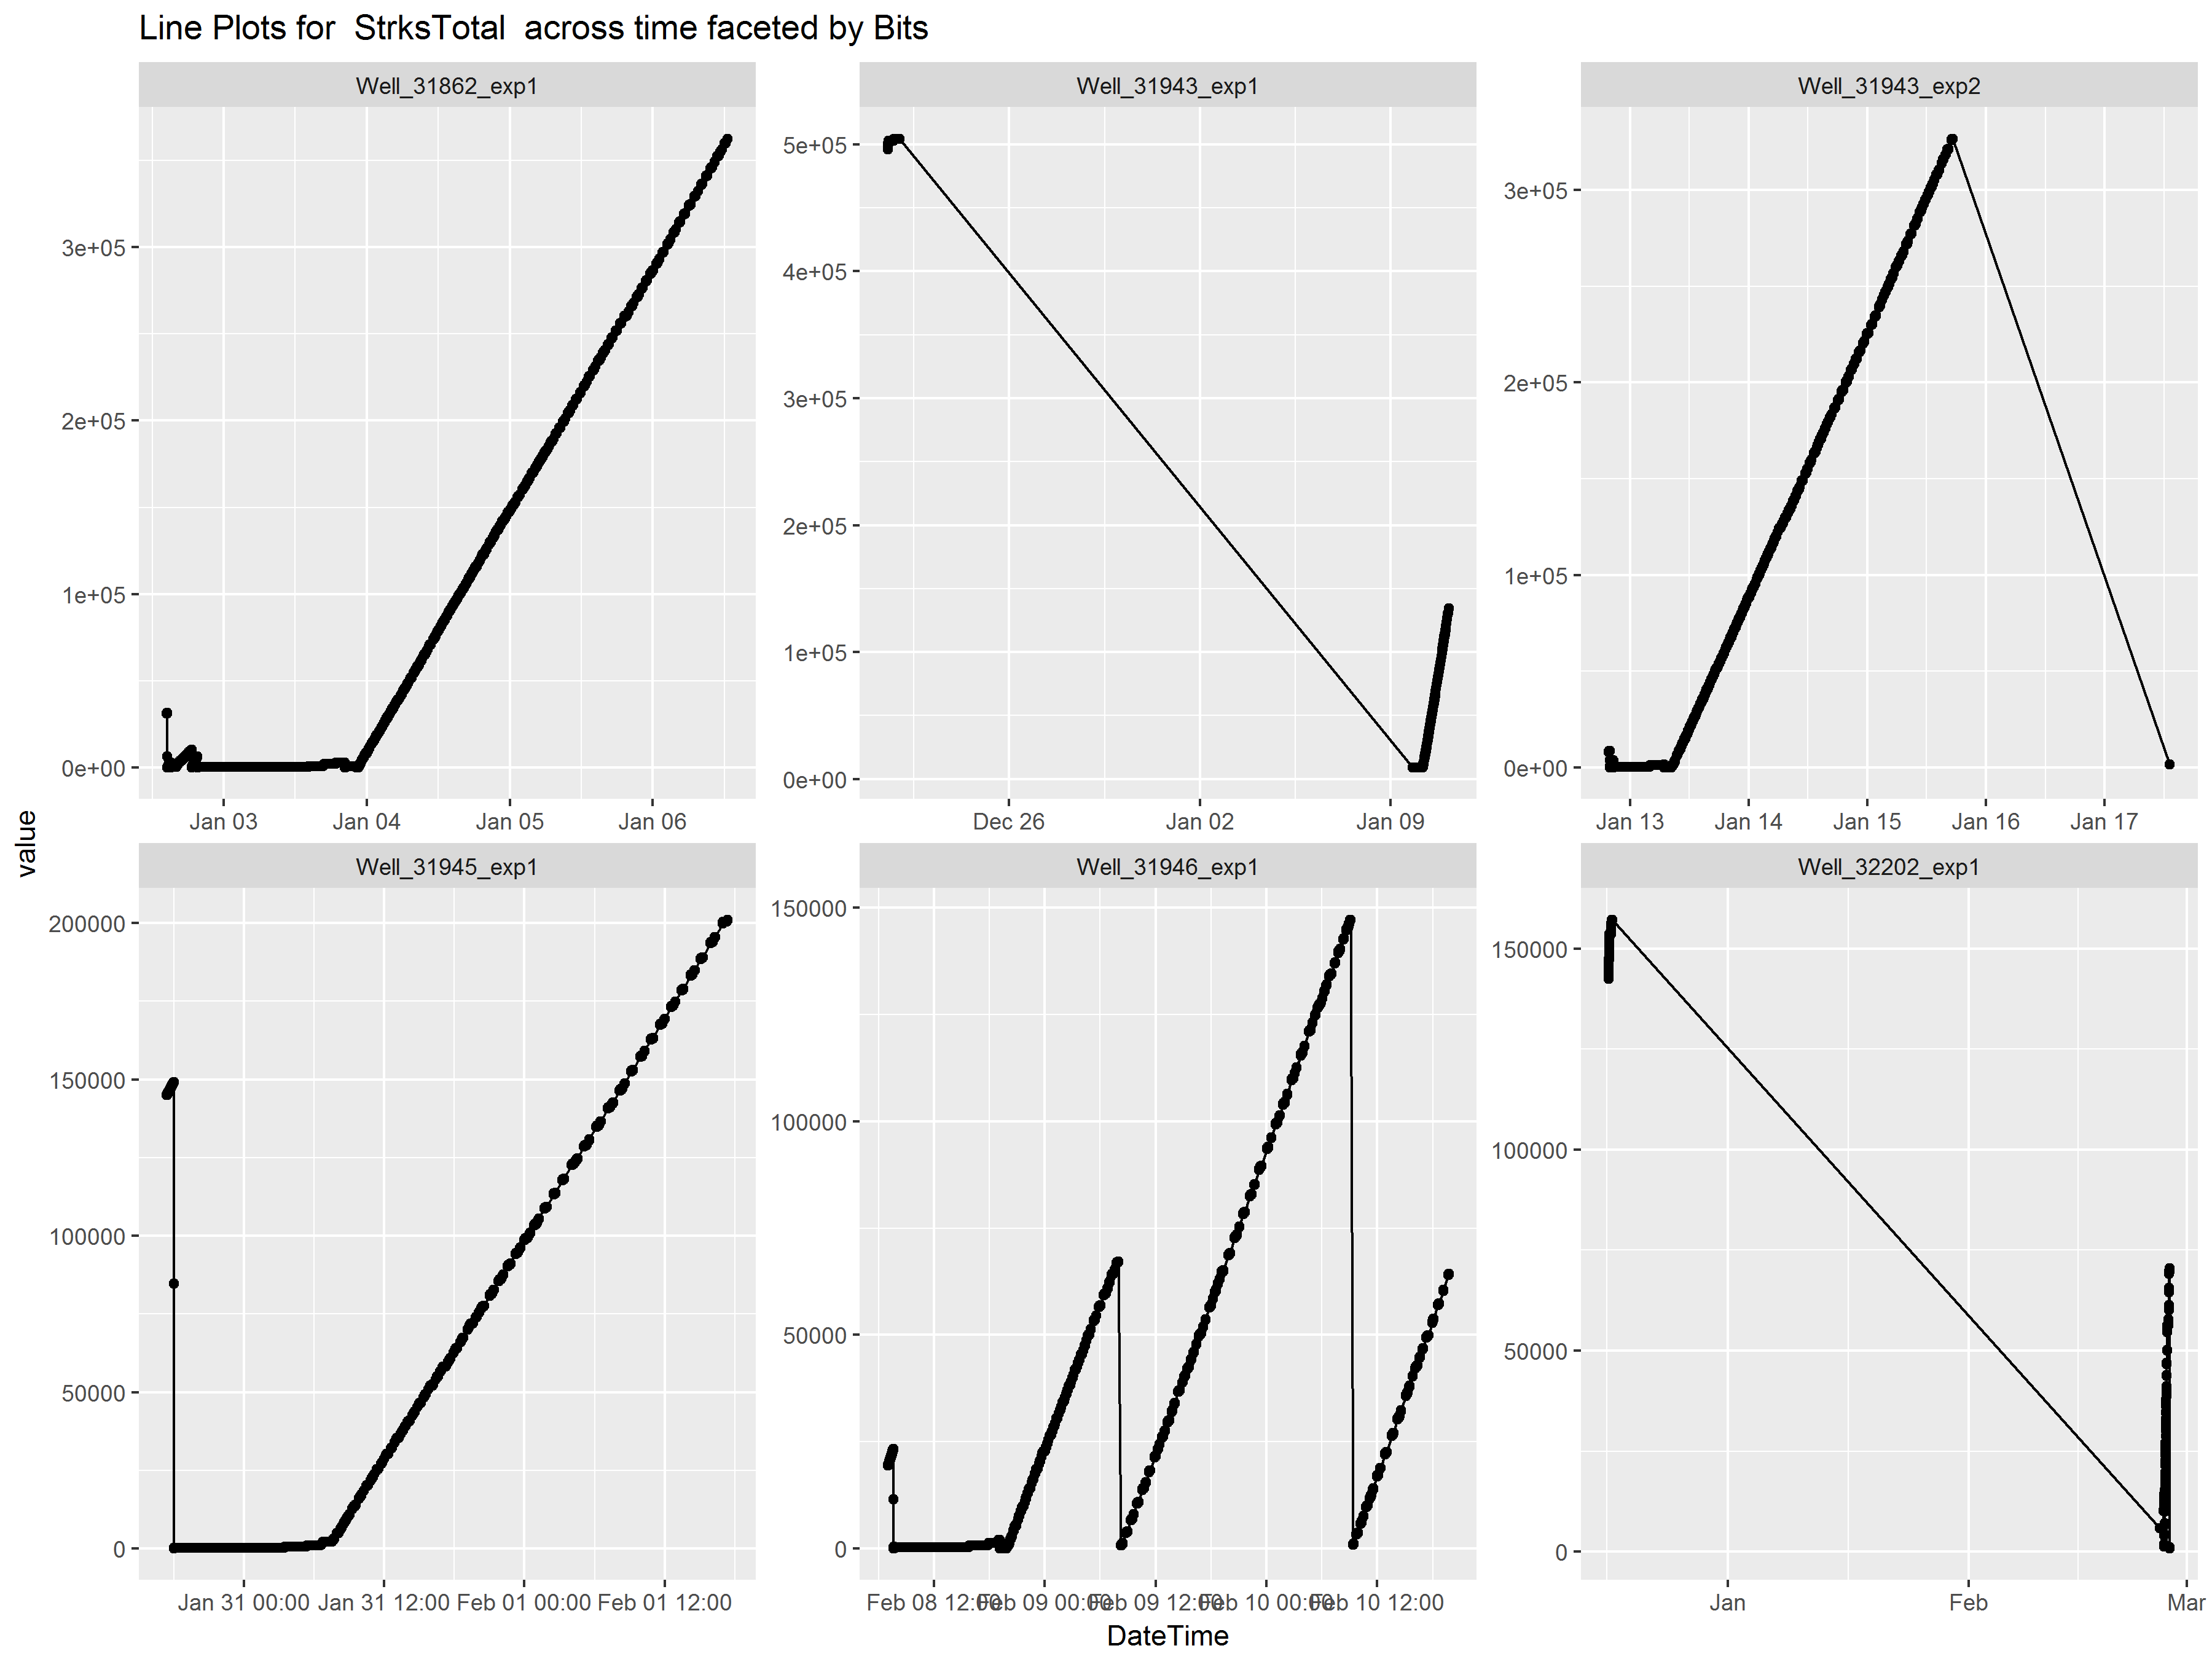 Line Plots for  StrksTotal  across time faceted by Bits
Well_31862_exp1
Well_31943_exp1
Well_31943_exp2
3e+05
2e+05
1e+05
0e+00
Jan 03 Jan 04 Jan 05 Jan 06
5e+05
4e+05
3e+05
2e+05
1e+05
0e+00
Dec 26 Jan 02 Jan 09
3e+05
2e+05
1e+05
0e+00
Jan 13 Jan 14 Jan 15 Jan 16 Jan 17
value
Well_31945_exp1
Well_31946_exp1
Well_32202_exp1
200000
150000
100000
50000
0
Jan 31 00:00 Jan 31 12:00 Feb 01 00:00 Feb 01 12:00
150000
100000
50000
0
Feb 08 12:00 Feb 09 00:00 Feb 09 12:00 Feb 10 00:00 Feb 10 12:00
150000
100000
50000
0
Jan Feb Mar
DateTime